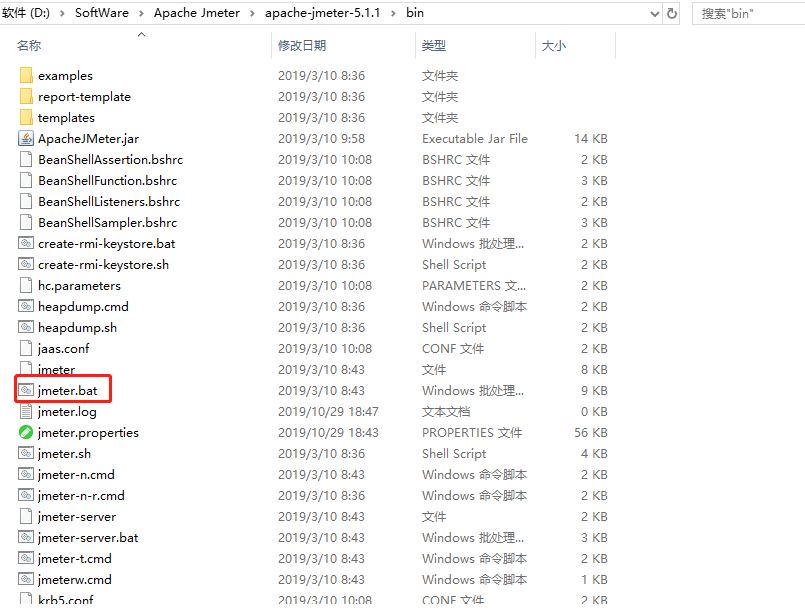 软件 (D:) › SoftWare › Apache Jmeter › apache-jmeter-5.1.1 › bin 搜索"bin"
名称 修改日期 类型 大小
examples 2019/3/10 8:36 文件夹
report-template 2019/3/10 8:36 文件夹
templates 2019/3/10 8:36 文件夹
ApacheJMeter.jar 2019/3/10 9:58 Executable Jar File 14 KB
BeanShellAssertion.bshrc 2019/3/10 10:08 BSHRC 文件 2 KB
BeanShellFunction.bshrc 2019/3/10 10:08 BSHRC 文件 3 KB
BeanShellListeners.bshrc 2019/3/10 10:08 BSHRC 文件 2 KB
BeanShellSampler.bshrc 2019/3/10 10:08 BSHRC 文件 3 KB
create-rmi-keystore.bat 2019/3/10 8:36 Windows 批处理... 2 KB
create-rmi-keystore.sh 2019/3/10 8:36 Shell Script 2 KB
hc.parameters 2019/3/10 10:08 PARAMETERS 文... 2 KB
heapdump.cmd 2019/3/10 8:36 Windows 命令脚本 2 KB
heapdump.sh 2019/3/10 8:36 Shell Script 2 KB
jaas.conf 2019/3/10 10:08 CONF 文件 2 KB
jmeter 2019/3/10 8:43 文件 8 KB
jmeter.bat 2019/3/10 8:43 Windows 批处理... 9 KB
jmeter.log 2019/10/29 18:47 文本文档 0 KB
jmeter.properties 2019/10/29 18:43 PROPERTIES 文件 56 KB
jmeter.sh 2019/3/10 8:36 Shell Script 4 KB
jmeter-n.cmd 2019/3/10 8:43 Windows 命令脚本 2 KB
jmeter-n-r.cmd 2019/3/10 8:36 Windows 命令脚本 2 KB
jmeter-server 2019/3/10 8:43 文件 2 KB
jmeter-server.bat 2019/3/10 8:43 Windows 批处理... 3 KB
jmeter-t.cmd 2019/3/10 8:43 Windows 命令脚本 2 KB
jmeterw.cmd 2019/3/10 8:43 Windows 命令脚本 1 KB
krb5.conf 2019/3/10 10:08 CONF 文件 2 KB